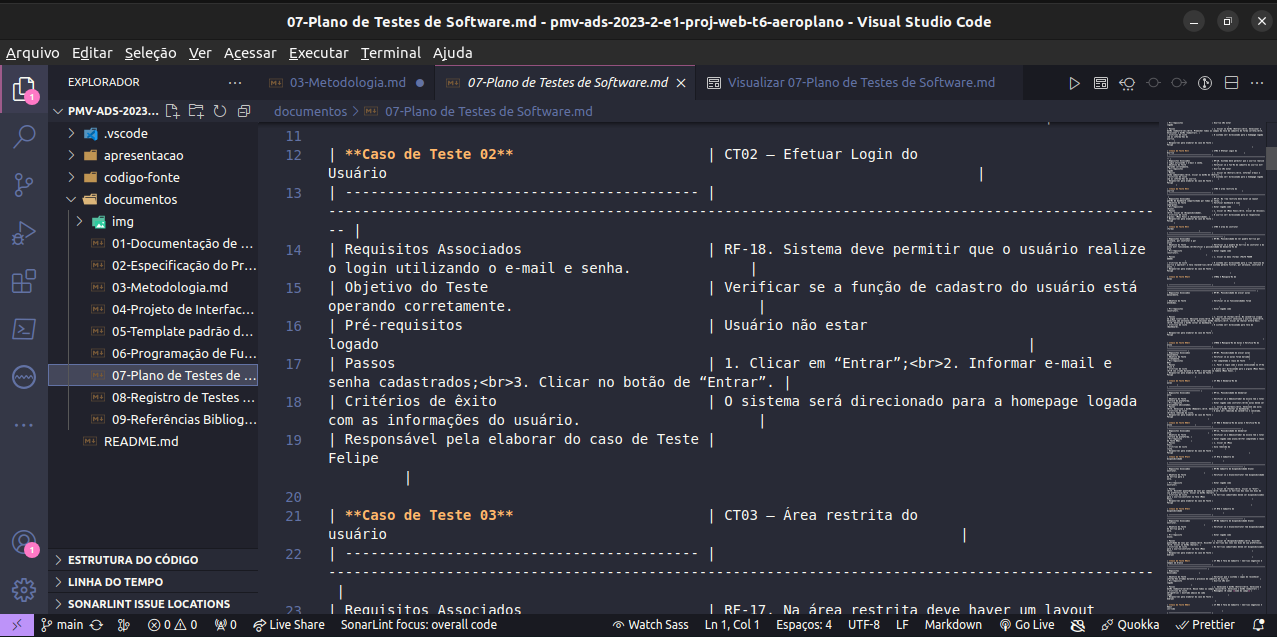 07-Plano de Testes de Software.md - pmv-ads-2023-2-e1-proj-web-t6-aeroplano - Visual Studio Code
Arquivo Editar Seleção Ver Acessar Executar Terminal Ajuda
EXPLORADOR ···
03-Metodologia.md
07-Plano de Testes de Software.md
Visualizar 07-Plano de Testes de Software.md
PMV-ADS-2023...
documentos > 07-Plano de Testes de Software.md
.vscode
apresentacao
codigo-fonte
documentos
img
01-Documentação de ...
02-Especificação do Pr...
03-Metodologia.md
04-Projeto de Interfac...
05-Template padrão d...
06-Programação de Fu...
07-Plano de Testes de ...
08-Registro de Testes ...
09-Referências Bibliog...
README.md
ESTRUTURA DO CÓDIGO
LINHA DO TEMPO
SONARLINT ISSUE LOCATIONS
1
1
11
12 | **Caso de Teste 02** | CT02 – Efetuar Login do
Usuário |
13 | ------------------------------------------ |
--------------------------------------------------------------------------------------------------
-- |
14 | Requisitos Associados | RF-18. Sistema deve permitir que o usuário realize
o login utilizando o e-mail e senha. |
15 | Objetivo do Teste | Verificar se a função de cadastro do usuário está
operando corretamente. |
16 | Pré-requisitos | Usuário não estar
logado |
17 | Passos | 1. Clicar em “Entrar”;<br>2. Informar e-mail e
senha cadastrados;<br>3. Clicar no botão de “Entrar”. |
18 | Critérios de êxito | O sistema será direcionado para a homepage logada
com as informações do usuário. |
19 | Responsável pela elaborar do caso de Teste |
Felipe
|
20
21 | **Caso de Teste 03** | CT03 – Área restrita do
usuário |
22 | ------------------------------------------ |
--------------------------------------------------------------------------------------------------
|
23 | Requisitos Associados | RF-17. Na área restrita deve haver um layout
main 0 0 0 Live Share SonarLint focus: overall code Watch Sass Ln 1, Col 1 Espaços: 4 UTF-8 LF Markdown Go Live Quokka Prettier